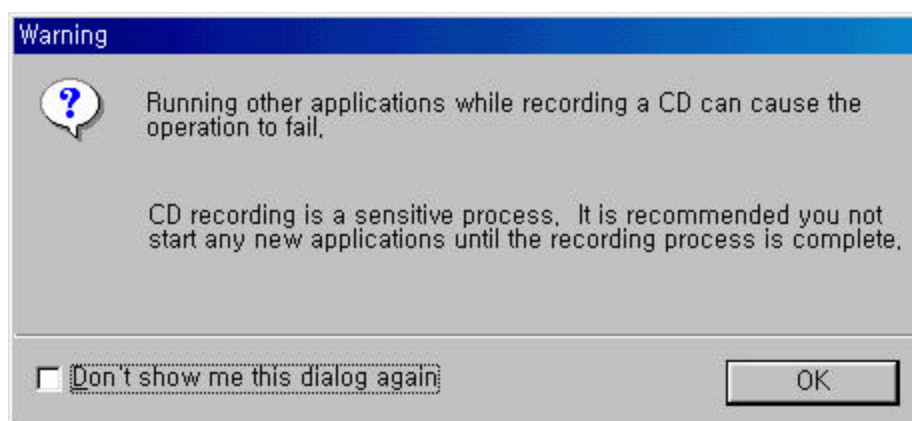 Warning
Running other applications while recording a CD can cause the
operation to fail.
CD recording is a sensitive process. It is recommended you not
start any new applications until the recording process is complete.
Don't show me this dialog again
OK